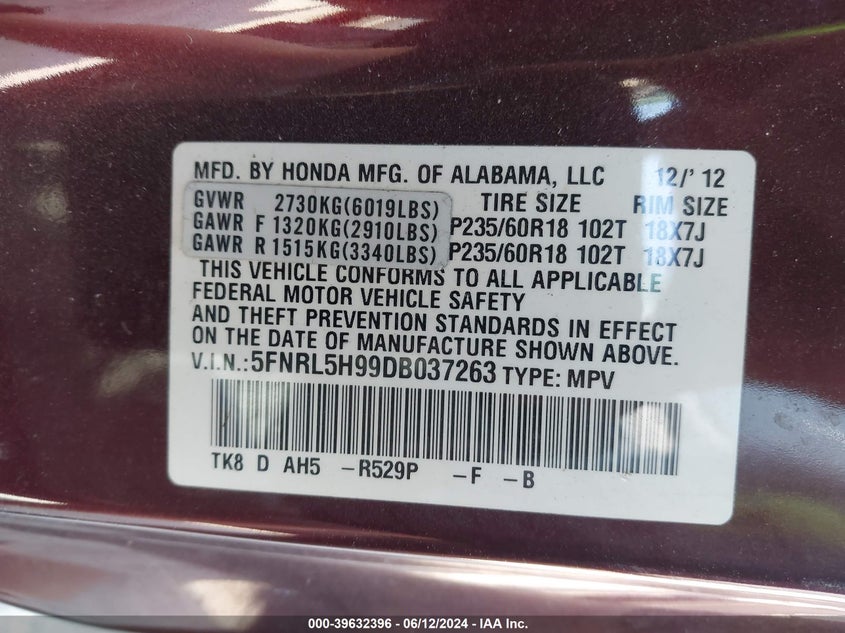 MFD. BY HONDA MFG. OF ALABAMA, LLC 12/' 12
GVWR 2730KG(6019LBS) TIRE SIZE RIM SIZE
GAWR F 1320KG(2910LBS) P235/60R18 102T 18X7J
GAWR R 1515KG(3340LBS) P235/60R18 102T 18X7J
THIS VEHICLE CONFORMS TO ALL APPLICABLE
FEDERAL MOTOR VEHICLE SAFETY
AND THEFT PREVENTION STANDARDS IN EFFECT
ON THE DATE OF MANUFACTURE SHOWN ABOVE.
V.I.N.:5FNRL5H99DB037263 TYPE: MPV
TK8 D AH5 -R529P -F -B
000-39632396 - 06/12/2024 - IAA Inc.